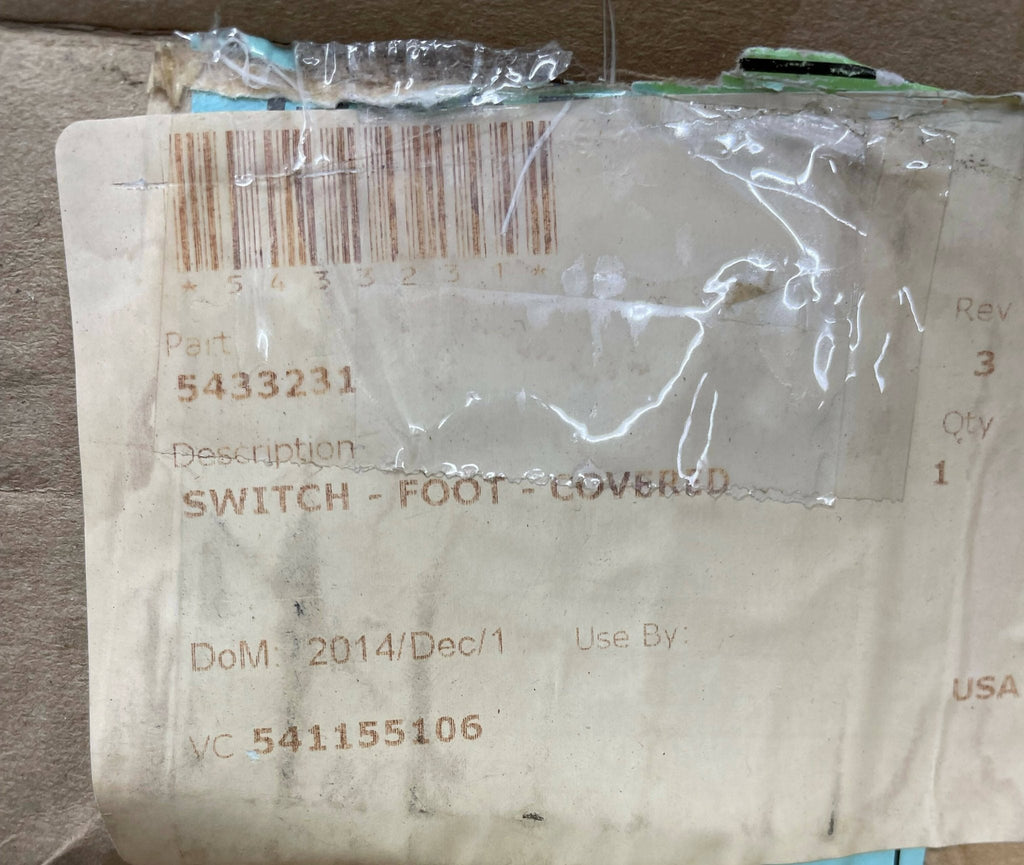 *5433231*
Part
5433231
Rev
3
Description
SWITCH - FOOT - COVERED
Qty
1
DoM: 2014/Dec/1 Use By:
USA
VC 541155106